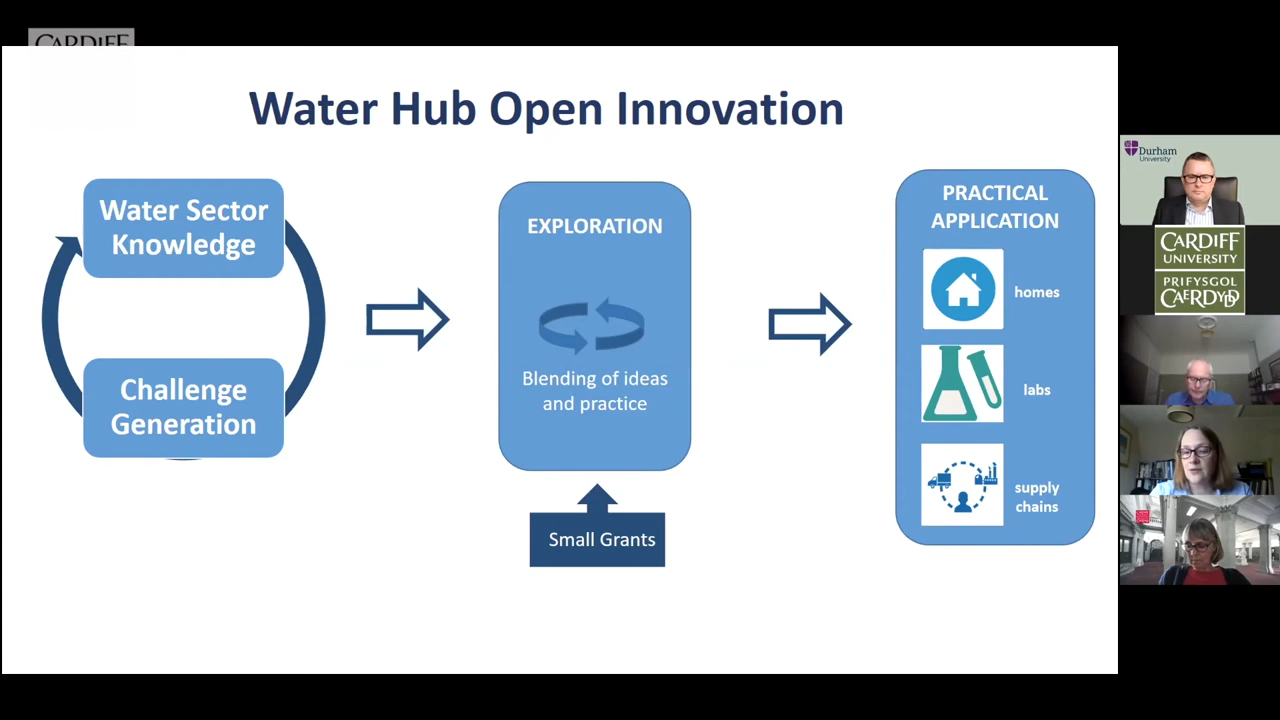 CARDIFF
Water Hub Open Innovation
Water Sector
Knowledge
Challenge
Generation
EXPLORATION
Blending of ideas
and practice
Small Grants
PRACTICAL
APPLICATION
homes
labs
supply
chains
Durham
University
CARDIFF
UNIVERSITY
PRIFYSGOL
CAERDYDD